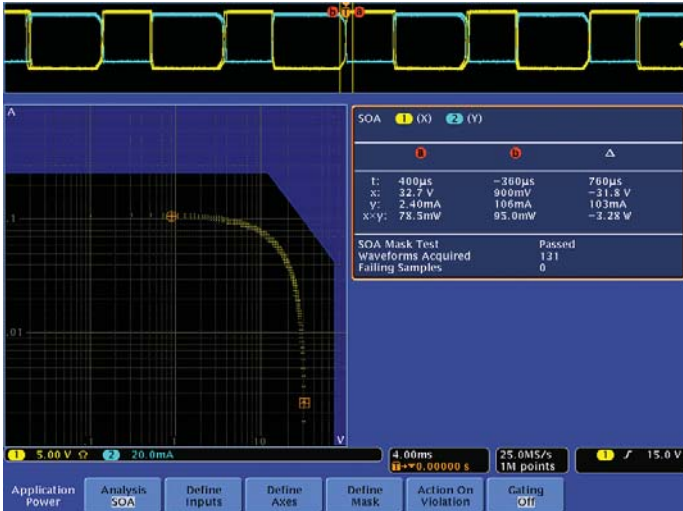 b T a
A
SOA 1 (X) 2 (Y)
a b Δ
t: 400µs −360µs 760µs
x: 32.7 V 900mV −31.8 V
y: 2.40mA 106mA 103mA
x×y: 78.5mW 95.0mW −3.28 W
SOA Mask Test Passed
Waveforms Acquired 131
Failing Samples 0
.1
.01
.1 1 10 V
1 5.00 V 2 20.0mA 4.00ms 25.0MS/s 1 15.0 V
T→▼0.00000 s 1M points
Application Power
Analysis SOA
Define Inputs
Define Axes
Define Mask
Action On Violation
Gating Off